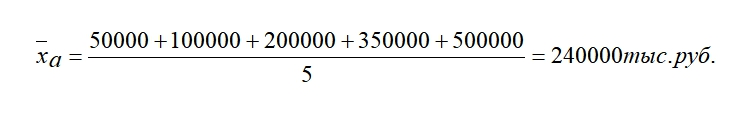 x̄a = (50000 + 100000 + 200000 + 350000 + 500000) / 5 = 240000тыс.руб.